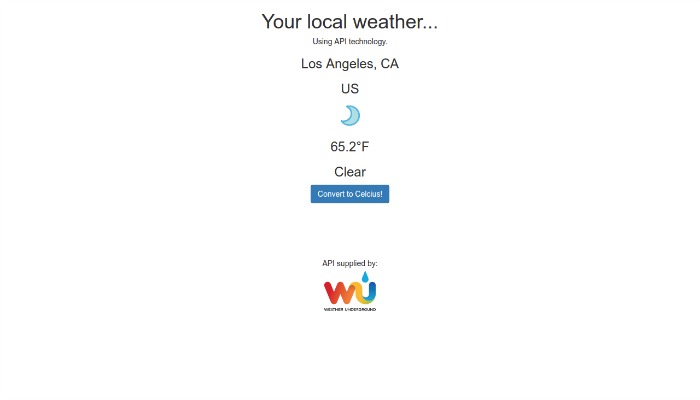 Your local weather...
Using API technology.
Los Angeles, CA
US
65.2°F
Clear
Convert to Celcius!
API supplied by:
WU
WEATHER UNDERGROUND